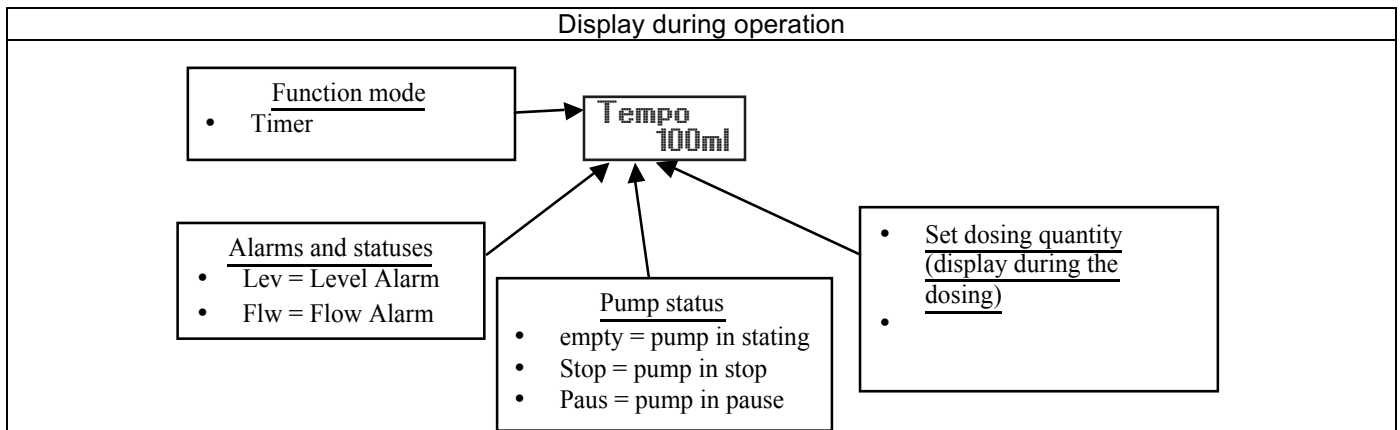 Display during operation
Function mode
• Timer
Tempo
100ml
Alarms and statuses
• Lev = Level Alarm
• Flw = Flow Alarm
Pump status
• empty = pump in stating
• Stop = pump in stop
• Paus = pump in pause
• Set dosing quantity
(display during the
dosing)
•